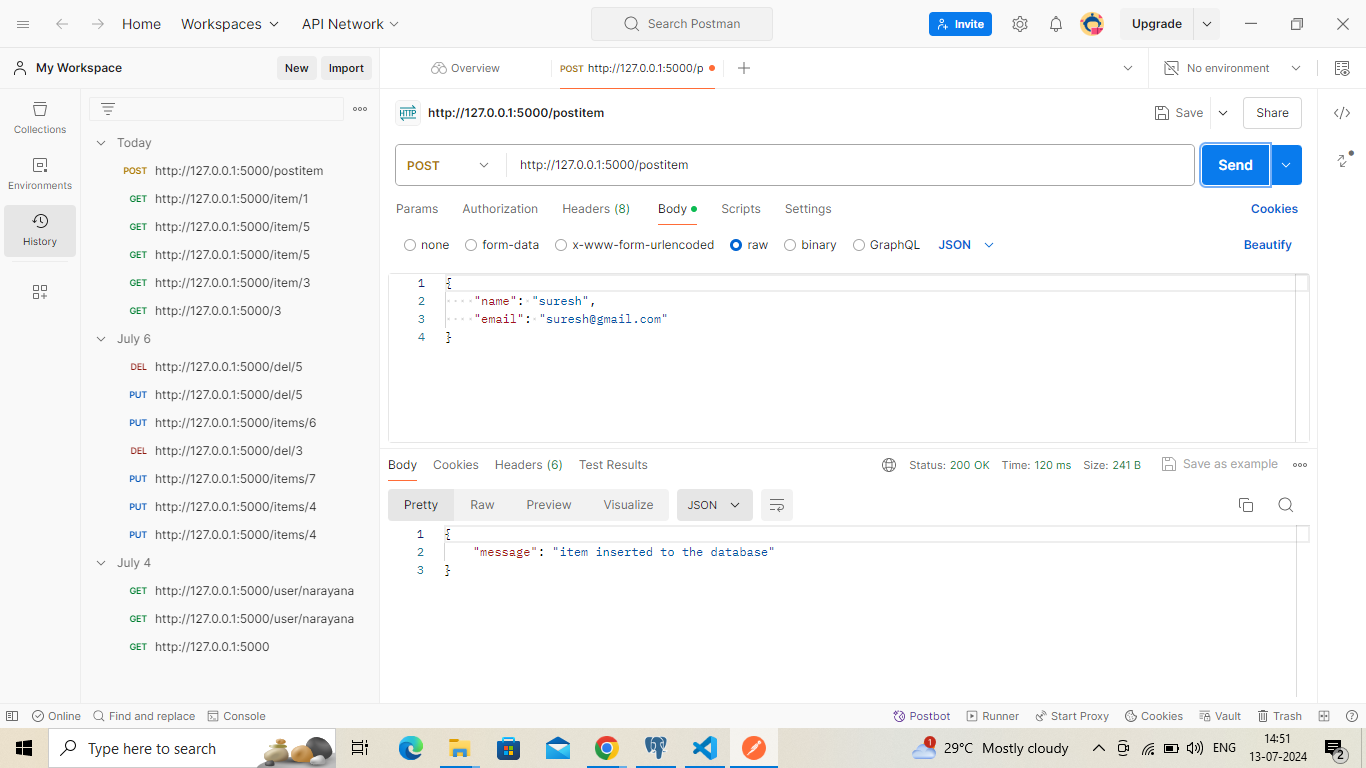 Home Workspaces API Network Search Postman Invite Upgrade
My Workspace New Import Overview POST http://127.0.0.1:5000/p No environment
HTTP http://127.0.0.1:5000/postitem Save Share
Collections
Environments
History
Today
POST http://127.0.0.1:5000/postitem
GET http://127.0.0.1:5000/item/1
GET http://127.0.0.1:5000/item/5
GET http://127.0.0.1:5000/item/5
GET http://127.0.0.1:5000/item/3
GET http://127.0.0.1:5000/3
July 6
DEL http://127.0.0.1:5000/del/5
PUT http://127.0.0.1:5000/del/5
PUT http://127.0.0.1:5000/items/6
DEL http://127.0.0.1:5000/del/3
PUT http://127.0.0.1:5000/items/7
PUT http://127.0.0.1:5000/items/4
PUT http://127.0.0.1:5000/items/4
July 4
GET http://127.0.0.1:5000/user/narayana
GET http://127.0.0.1:5000/user/narayana
GET http://127.0.0.1:5000
POST http://127.0.0.1:5000/postitem Send
Params Authorization Headers (8) Body Scripts Settings Cookies
none form-data x-www-form-urlencoded raw binary GraphQL JSON Beautify
1 {
2 "name": "suresh",
3 "email": "suresh@gmail.com"
4 }
Body Cookies Headers (6) Test Results Status: 200 OK Time: 120 ms Size: 241 B Save as example
Pretty Raw Preview Visualize JSON
1 {
2 "message": "item inserted to the database"
3 }
Online Find and replace Console Postbot Runner Start Proxy Cookies Vault Trash
Type here to search 1 29°C Mostly cloudy ENG 14:51
13-07-2024 2